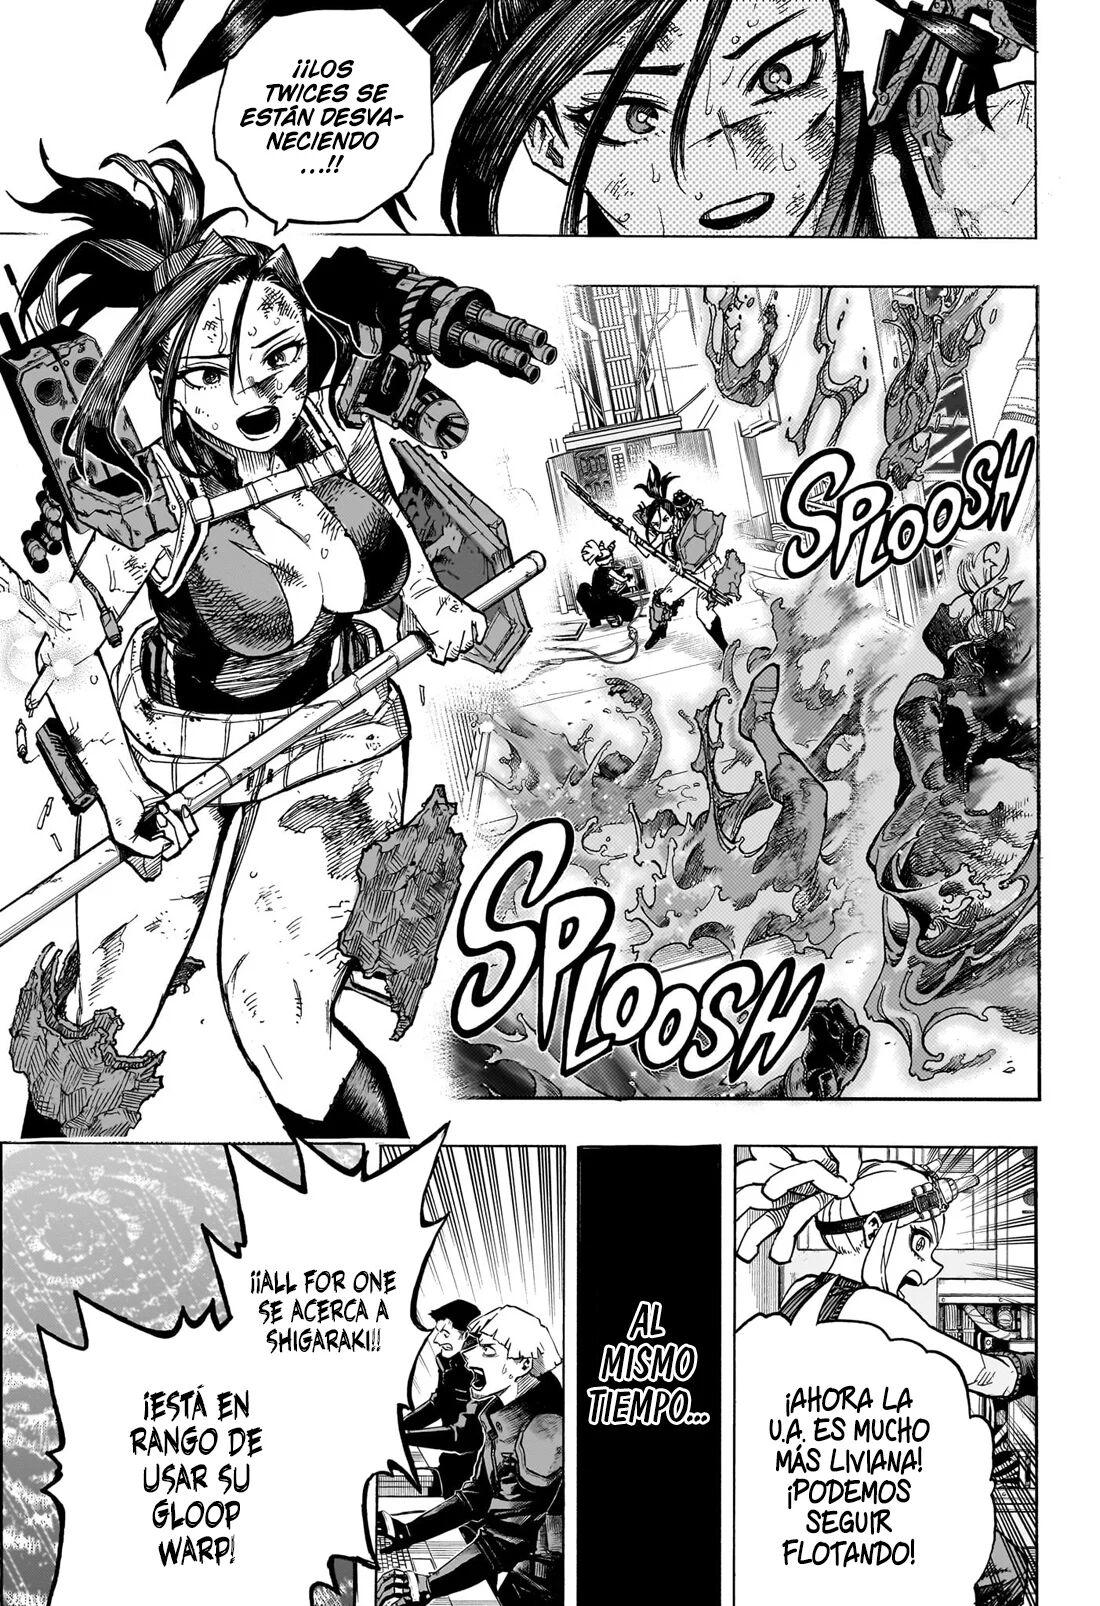 ¡¡LOS
TWICES SE
ESTÁN DESVA-
NECIENDO
...!!
SPLOOSH
SPLOOSH
¡AHORA LA
U.A. ES MUCHO
MÁS LIVIANA!
¡PODEMOS
SEGUIR
FLOTANDO!
AL
MISMO
TIEMPO...
¡¡ALL FOR ONE
SE ACERCA A
SHIGARAKI!!
¡ESTÁ EN
RANGO DE
USAR SU
GLOOP
WARP!